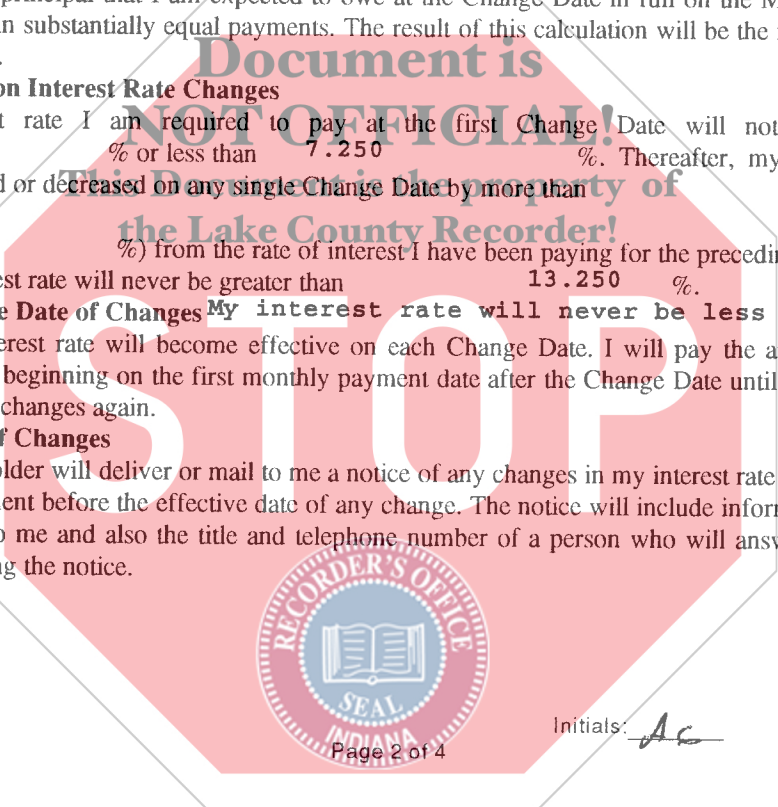 principal that I am expected to owe at the Change Date in full on the M
n substantially equal payments. The result of this calculation will be the
Document is
on Interest Rate Changes
NOT OFFICIAL!
t rate I am required to pay at the first Change Date will not
% or less than 7.250 %. Thereafter, my
This Document is the property of
d or decreased on any single Change Date by more than
the Lake County Recorder!
%) from the rate of interest I have been paying for the precedin
est rate will never be greater than 13.250 %.
e Date of Changes My interest rate will never be less
erest rate will become effective on each Change Date. I will pay the a
beginning on the first monthly payment date after the Change Date until
changes again.
STOP
f Changes
older will deliver or mail to me a notice of any changes in my interest rate
ent before the effective date of any change. The notice will include infor
o me and also the title and telephone number of a person who will answ
ng the notice.
RECORDER'S OFFICE
SEAL
INDIANA
Initials: AC
Page 2 of 4